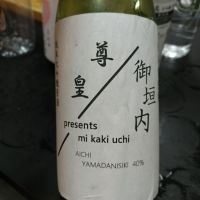 尊皇
御垣内
presents
mi kaki uchi
AICHI
YAMADANISIKI 40%